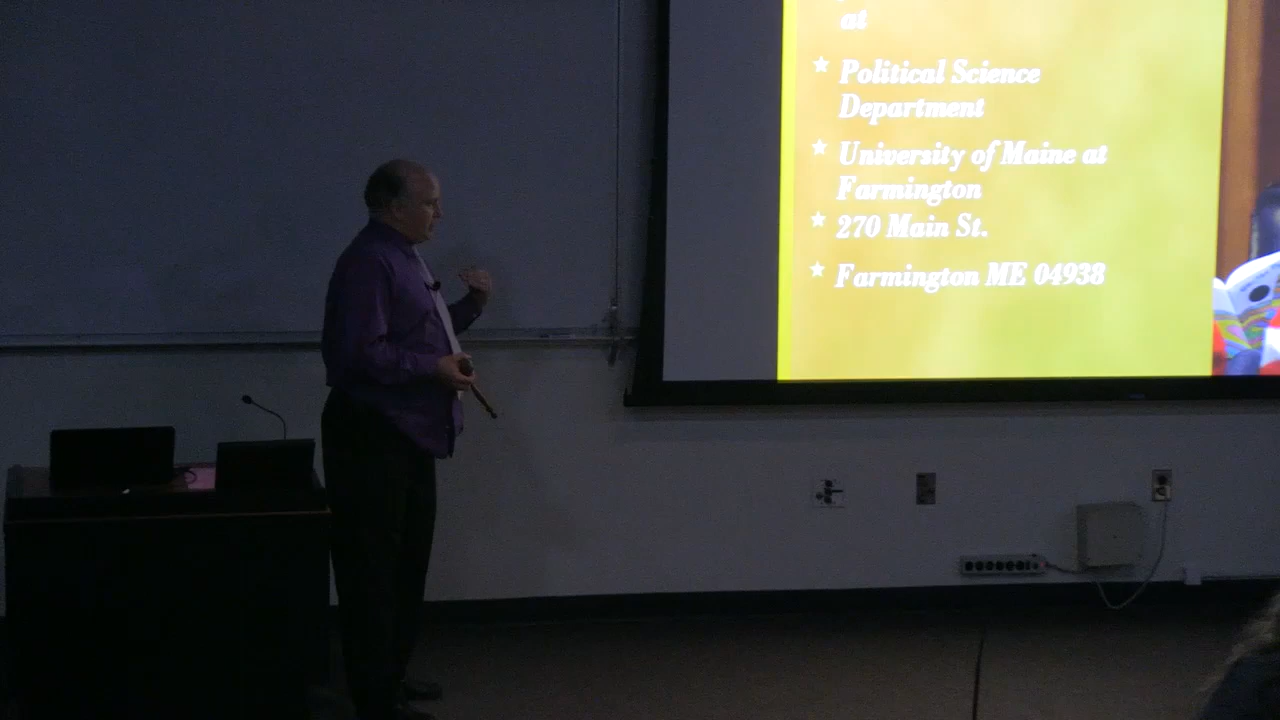 at
Political Science
Department
University of Maine at
Farmington
270 Main St.
Farmington ME 04938